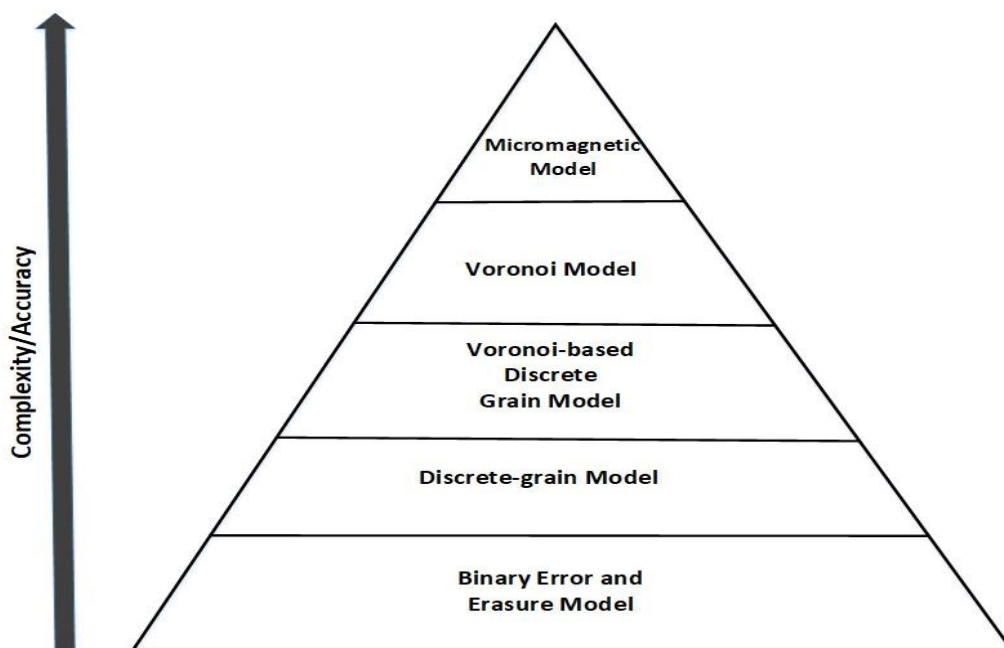 Complexity/Accuracy
Micromagnetic
Model
Voronoi Model
Voronoi-based
Discrete
Grain Model
Discrete-grain Model
Binary Error and
Erasure Model